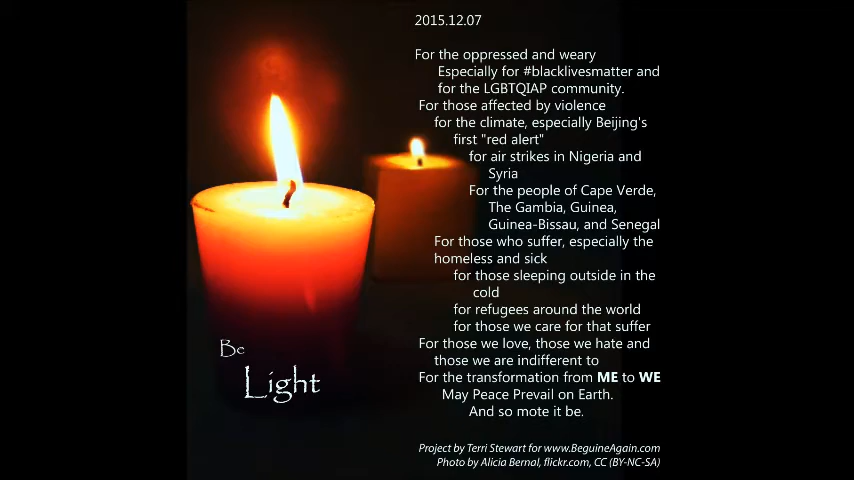 2015.12.07
For the oppressed and weary
Especially for #blacklivesmatter and
for the LGBTQIAP community.
For those affected by violence
for the climate, especially Beijing's
first "red alert"
for air strikes in Nigeria and
Syria
For the people of Cape Verde,
The Gambia, Guinea,
Guinea-Bissau, and Senegal
For those who suffer, especially the
homeless and sick
for those sleeping outside in the
cold
for refugees around the world
for those we care for that suffer
For those we love, those we hate and
those we are indifferent to
For the transformation from ME to WE
May Peace Prevail on Earth.
And so mote it be.
Be
Light
Project by Terri Stewart for www.BeguineAgain.com
Photo by Alicia Bernal, flickr.com, CC (BY-NC-SA)